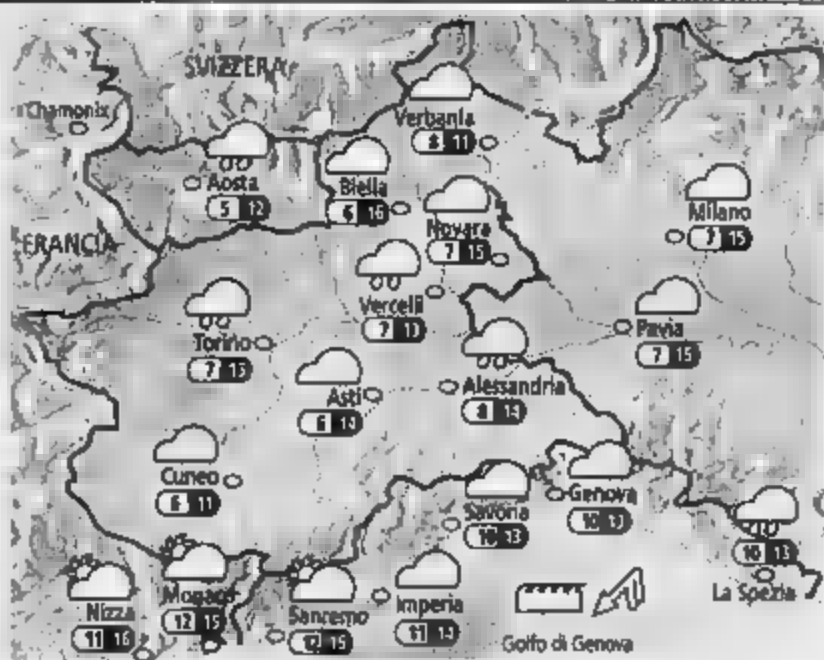 SVIZZERA
Chamonix
Verbania
8 11
Aosta
5 12
Biella
6 16
Novara
7 15
Milano
7 15
FRANCIA
Vercelli
7 13
Torino
7 13
Pavia
7 15
Asti
6 14
Alessandria
8 14
Cuneo
6 11
Savona
10 13
Genova
10 13
10 13
La Spezia
Nizza
11 16
Monaco
12 15
Sanremo
12 15
Imperia
11 14
Golfo di Genova